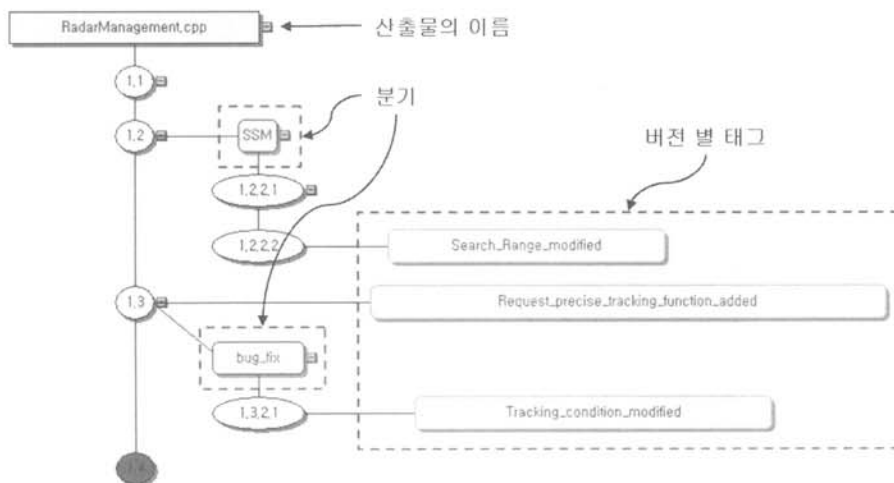 RadarManagement.cpp
산출물의 이름
1.1
분기
1.2
SSM
버전 별 태그
1.2.2.1
1.2.2.2
Search_Range_modified
1.3
Request_precise_tracking_function_added
bug_fix
1.3.2.1
Tracking_condition_modified